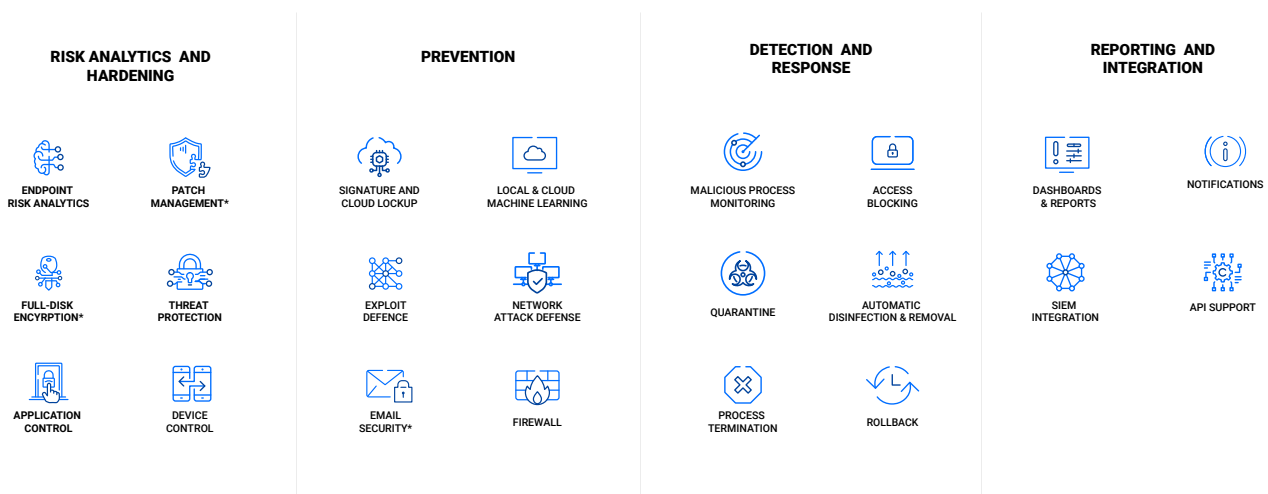 RISK ANALYTICS AND
HARDENING
ENDPOINT
RISK ANALYTICS
PATCH
MANAGEMENT*
FULL-DISK
ENCYRPTION*
THREAT
PROTECTION
APPLICATION
CONTROL
DEVICE
CONTROL
PREVENTION
SIGNATURE AND
CLOUD LOCKUP
LOCAL & CLOUD
MACHINE LEARNING
EXPLOIT
DEFENCE
NETWORK
ATTACK DEFENSE
EMAIL
SECURITY*
FIREWALL
DETECTION AND
RESPONSE
MALICIOUS PROCESS
MONITORING
ACCESS
BLOCKING
QUARANTINE
AUTOMATIC
DISINFECTION & REMOVAL
PROCESS
TERMINATION
ROLLBACK
REPORTING AND
INTEGRATION
DASHBOARDS
& REPORTS
NOTIFICATIONS
SIEM
INTEGRATION
API SUPPORT